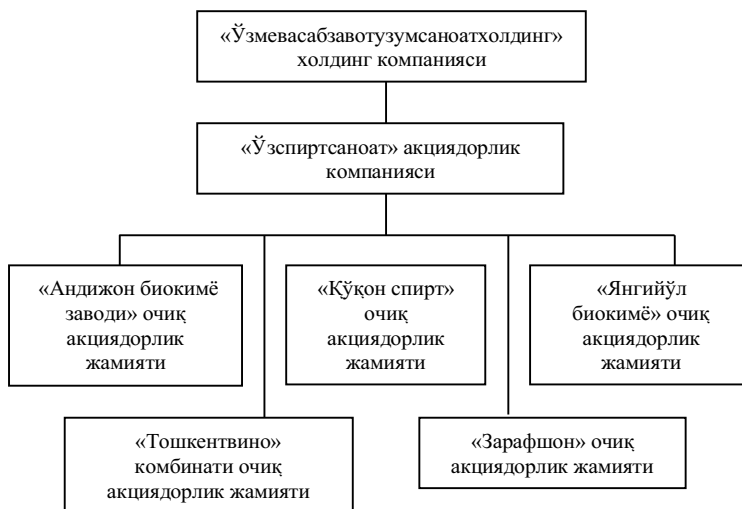 «Ўзмевасабзавотузумсаноатхолдинг»
холдинг компанияси
«Ўзспиртсаноат» акциядорлик
компанияси
«Андижон биокимё
заводи» очиқ
акциядорлик
жамияти
«Қўқон спирт»
очиқ
акциядорлик
жамияти
«Янгийўл
биокимё» очиқ
акциядорлик
жамияти
«Тошкентвино»
комбинати очиқ
акциядорлик жамияти
«Зарафшон» очиқ
акциядорлик жамияти